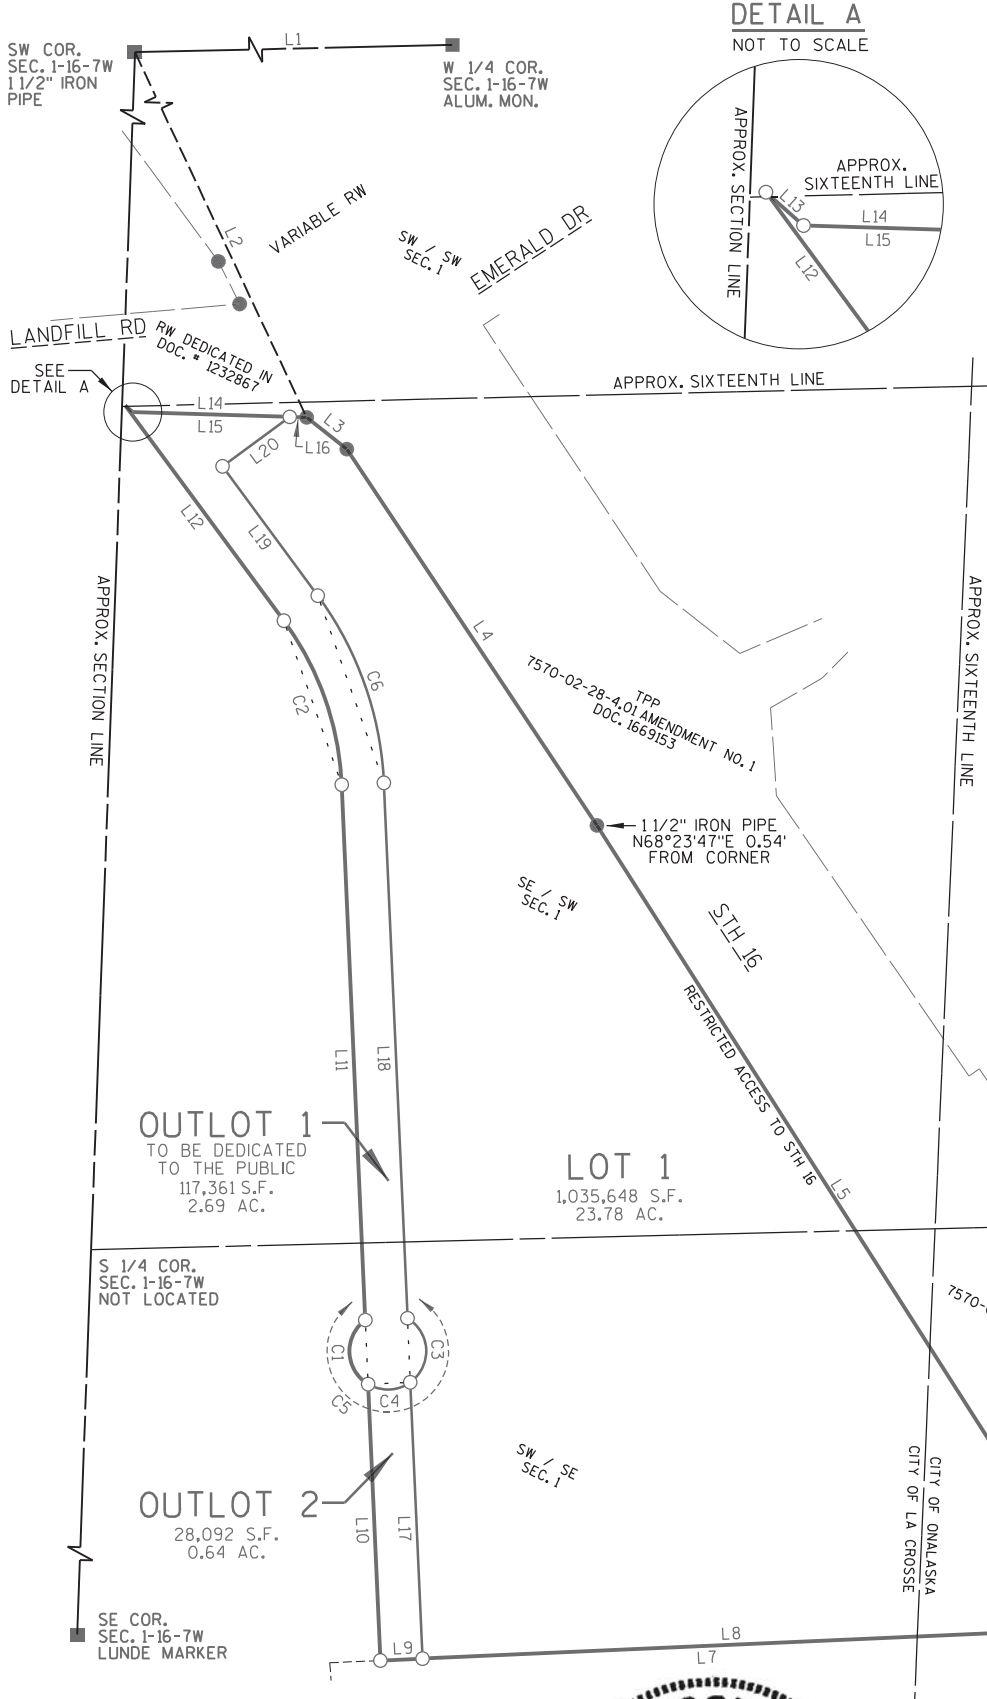 DETAIL A
NOT TO SCALE
L1
SW COR.
SEC. 1-16-7W
1 1/2" IRON
PIPE
W 1/4 COR.
SEC. 1-16-7W
ALUM. MON.
APPROX. SECTION LINE
APPROX.
SIXTEENTH LINE
L13
L14
L15
L12
L2
VARIABLE RW
SW / SW
SEC. 1
EMERALD DR
LANDFILL RD
RW DEDICATED IN
DOC. # 1232867
SEE
DETAIL A
APPROX. SIXTEENTH LINE
L14
L15
L16
L3
L20
L12
L19
L4
APPROX. SECTION LINE
APPROX. SIXTEENTH LINE
C2
C6
TPP
7570-02-28-4.01 AMENDMENT NO. 1
DOC. 1669153
1 1/2" IRON PIPE
N68°23'47"E 0.54'
FROM CORNER
SE / SW
SEC. 1
STH 16
RESTRICTED ACCESS TO STH 16
L11
L18
OUTLOT 1
TO BE DEDICATED
TO THE PUBLIC
117,361 S.F.
2.69 AC.
LOT 1
1,035,648 S.F.
23.78 AC.
L5
S 1/4 COR.
SEC. 1-16-7W
NOT LOCATED
7570-
C1
C3
C5
C4
SW / SE
SEC. 1
CITY OF ONALASKA
CITY OF LA CROSSE
OUTLOT 2
28,092 S.F.
0.64 AC.
L10
L17
SE COR.
SEC. 1-16-7W
LUNDE MARKER
L9
L8
L7